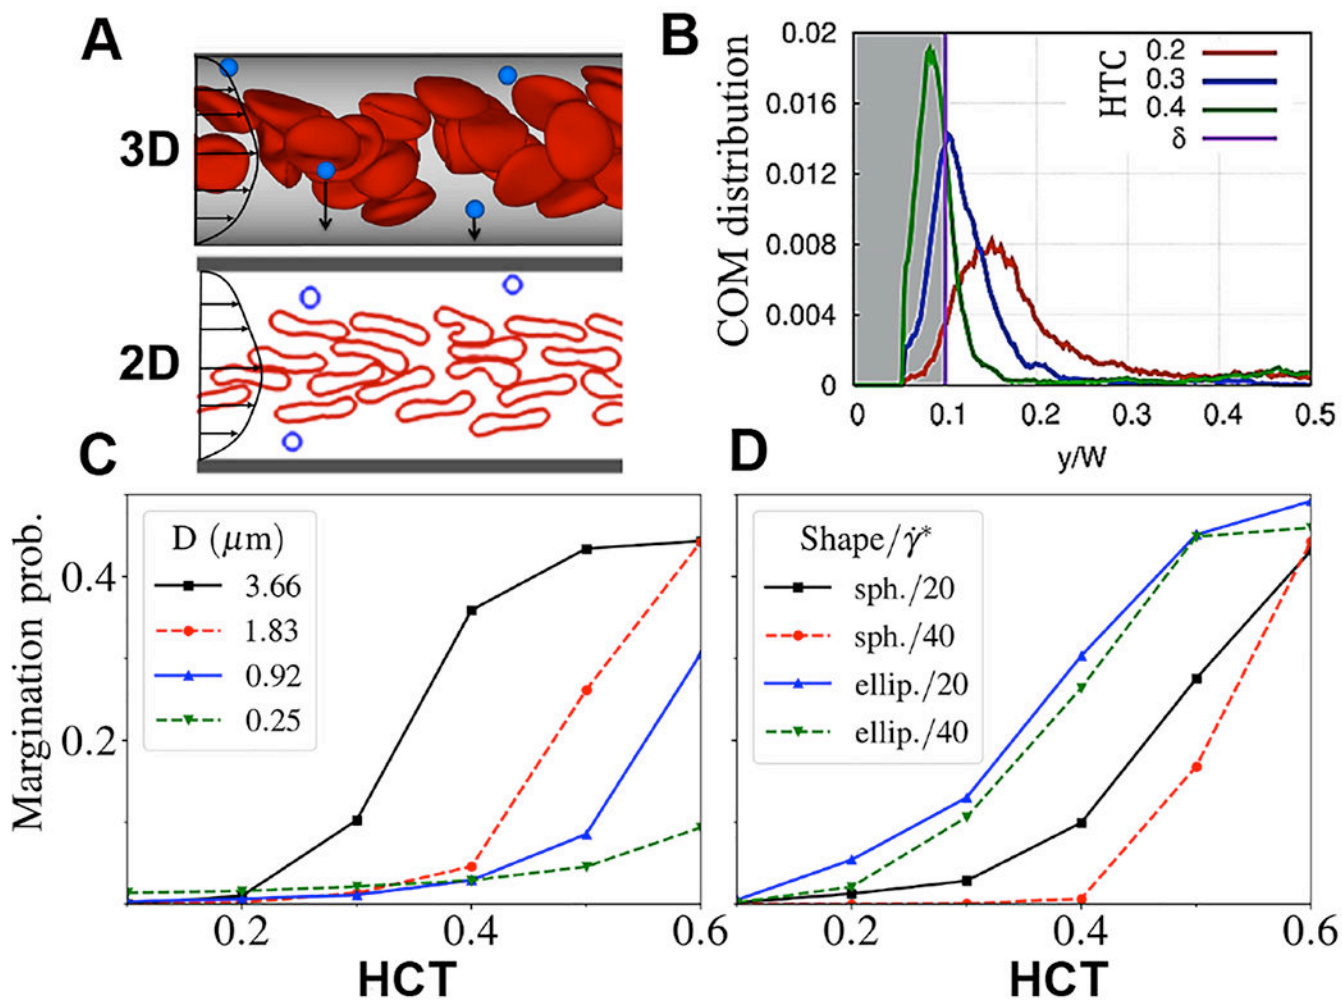 A
3D
2D
B
COM distribution
0.02
0.016
0.012
0.008
0.004
0
HTC
0.2
0.3
0.4
δ
0 0.1 0.2 0.3 0.4 0.5
y/W
C
Margination prob.
0.4
0.2
D (μm)
3.66
1.83
0.92
0.25
0.2 0.4 0.6
HCT
D
Shape/γ̇*
sph./20
sph./40
ellip./20
ellip./40
0.2 0.4 0.6
HCT